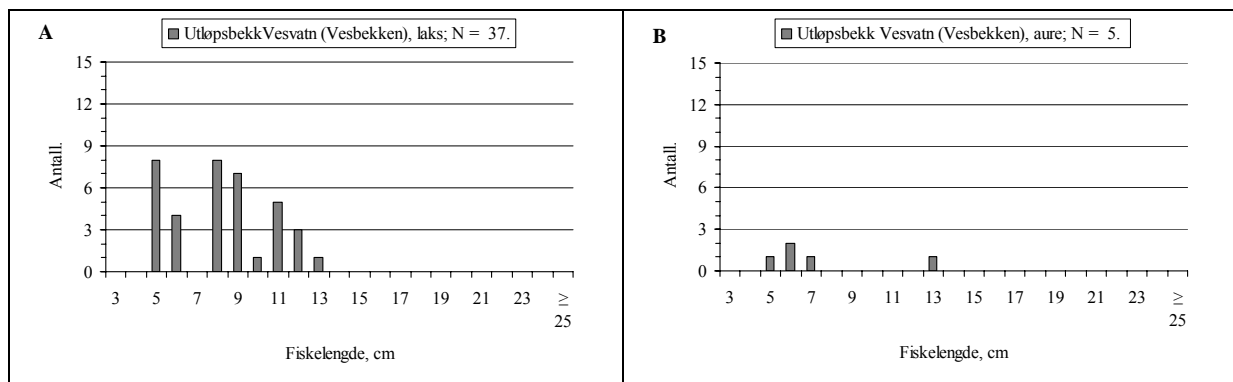 A
UtløpsbekkVesvatn (Vesbekken), laks; N = 37.
15
12
9
6
3
0
Antall.
3 5 7 9 11 13 15 17 19 21 23 ≥ 25
Fiskelengde, cm
B
Utløpsbekk Vesvatn (Vesbekken), aure; N = 5.
15
12
9
6
3
0
Antall.
3 5 7 9 11 13 15 17 19 21 23 ≥ 25
Fiskelengde, cm